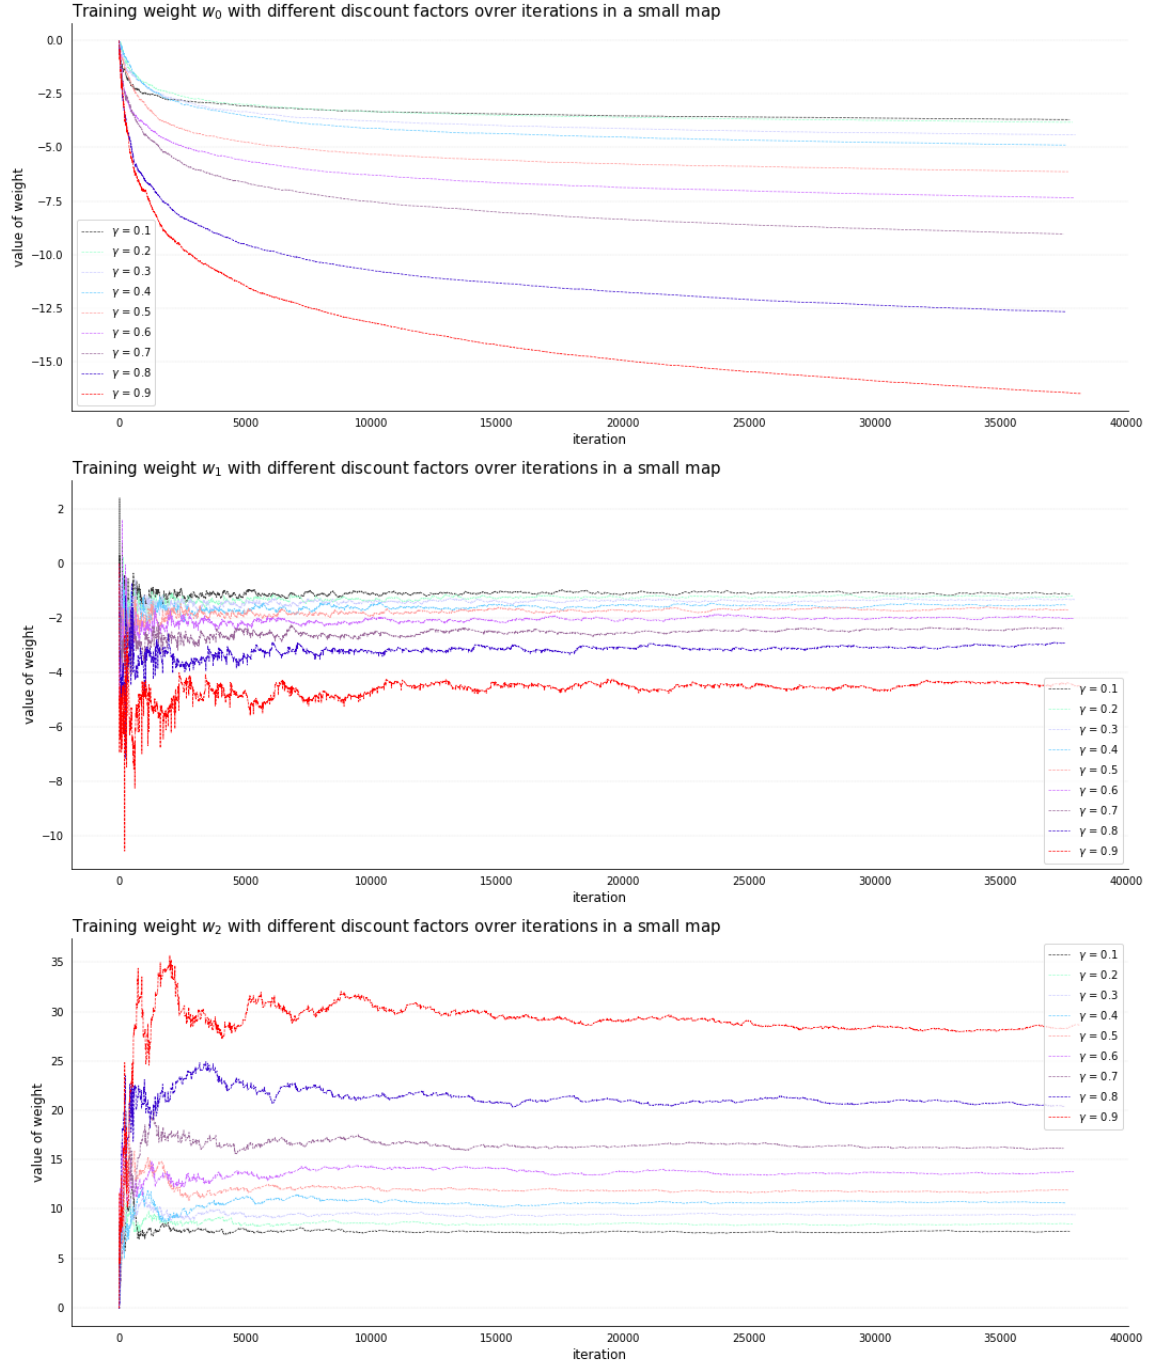 Training weight w₀ with different discount factors ovrer iterations in a small map
0.0
−2.5
−5.0
−7.5
−10.0
−12.5
−15.0
value of weight
γ = 0.1
γ = 0.2
γ = 0.3
γ = 0.4
γ = 0.5
γ = 0.6
γ = 0.7
γ = 0.8
γ = 0.9
0 5000 10000 15000 20000 25000 30000 35000 40000
iteration
Training weight w₁ with different discount factors ovrer iterations in a small map
2
0
−2
−4
−6
−8
−10
value of weight
γ = 0.1
γ = 0.2
γ = 0.3
γ = 0.4
γ = 0.5
γ = 0.6
γ = 0.7
γ = 0.8
γ = 0.9
0 5000 10000 15000 20000 25000 30000 35000 40000
iteration
Training weight w₂ with different discount factors ovrer iterations in a small map
35
30
25
20
15
10
5
0
value of weight
γ = 0.1
γ = 0.2
γ = 0.3
γ = 0.4
γ = 0.5
γ = 0.6
γ = 0.7
γ = 0.8
γ = 0.9
0 5000 10000 15000 20000 25000 30000 35000 40000
iteration